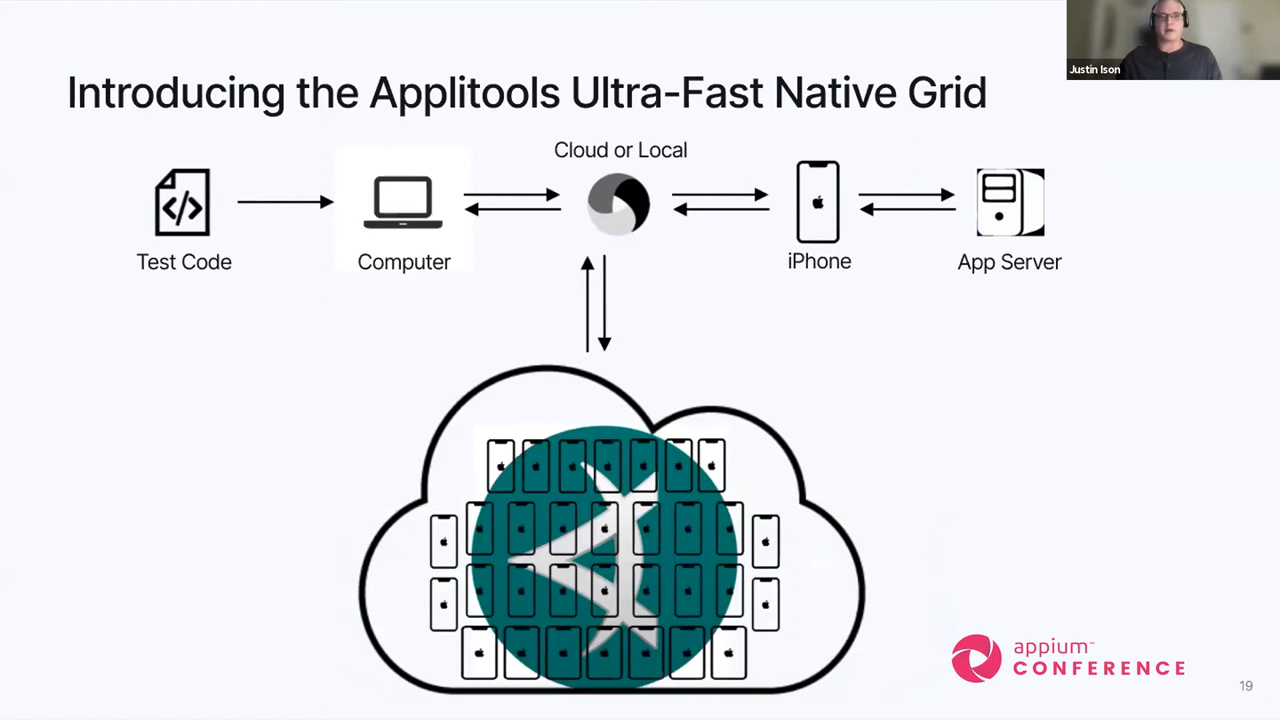 Justin Ison
Introducing the Applitools Ultra-Fast Native Grid
Cloud or Local
Test Code
Computer
iPhone
App Server
appium™
CONFERENCE
19